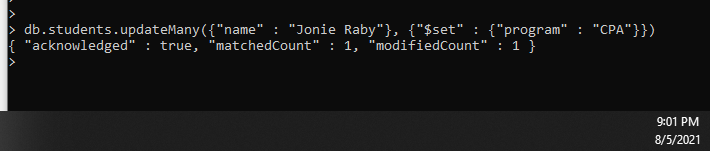 >
> db.students.updateMany({"name" : "Jonie Raby"}, {"$set" : {"program" : "CPA"}})
{ "acknowledged" : true, "matchedCount" : 1, "modifiedCount" : 1 }
>
9:01 PM
8/5/2021